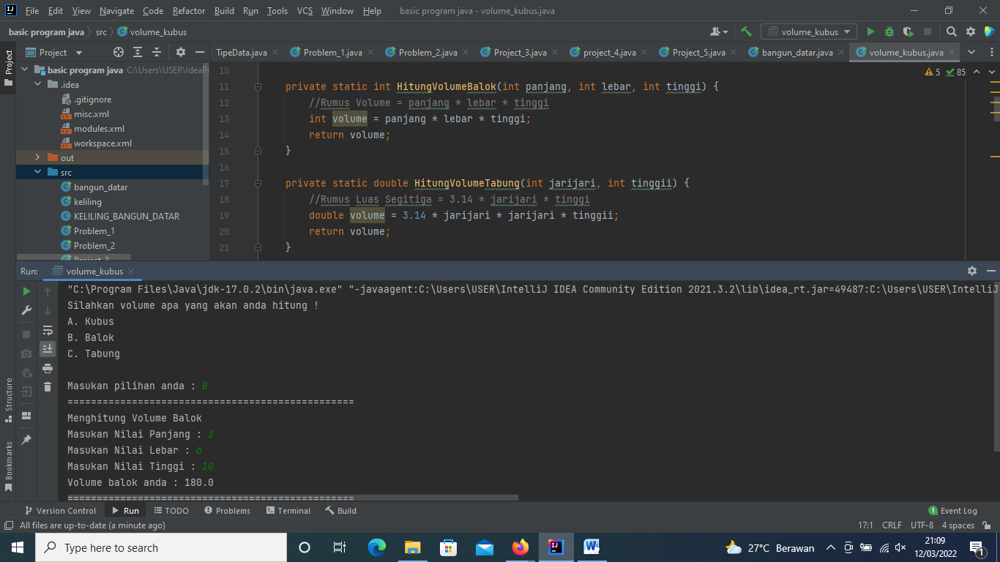 File Edit View Navigate Code Refactor Build Run Tools VCS Window Help basic program java - volume_kubus.java
basic program java src volume_kubus volume_kubus
Project TipeData.java Problem_1.java Problem_2.java Project_3.java project_4.java Project_5.java bangun_datar.java volume_kubus.java
Project
basic program java C:\Users\USER\IdeaPr
.idea
.gitignore
misc.xml
modules.xml
workspace.xml
out
src
bangun_datar
keliling
KELILING_BANGUN_DATAR
Problem_1
Problem_2
Project_3
5 85
10
11 private static int HitungVolumeBalok(int panjang, int lebar, int tinggi) {
12 //Rumus Volume = panjang * lebar * tinggi
13 int volume = panjang * lebar * tinggi;
14 return volume;
15 }
16
17 private static double HitungVolumeTabung(int jarijari, int tinggii) {
18 //Rumus Luas Segitiga = 3.14 * jarijari * tinggi
19 double volume = 3.14 * jarijari * jarijari * tinggii;
20 return volume;
21 }
Run: volume_kubus
"C:\Program Files\Java\jdk-17.0.2\bin\java.exe" "-javaagent:C:\Users\USER\IntelliJ IDEA Community Edition 2021.3.2\lib\idea_rt.jar=49487:C:\Users\USER\IntelliJ
Silahkan volume apa yang akan anda hitung !
A. Kubus
B. Balok
C. Tabung
Masukan pilihan anda : B
=================================================
Menghitung Volume Balok
Masukan Nilai Panjang : 3
Masukan Nilai Lebar : 6
Masukan Nilai Tinggi : 10
Volume balok anda : 180.0
=================================================
Structure
Bookmarks
Version Control Run TODO Problems Terminal Build 1 Event Log
All files are up-to-date (a minute ago) 17:1 CRLF UTF-8 4 spaces
Type here to search 27°C Berawan 21:09
12/03/2022 1